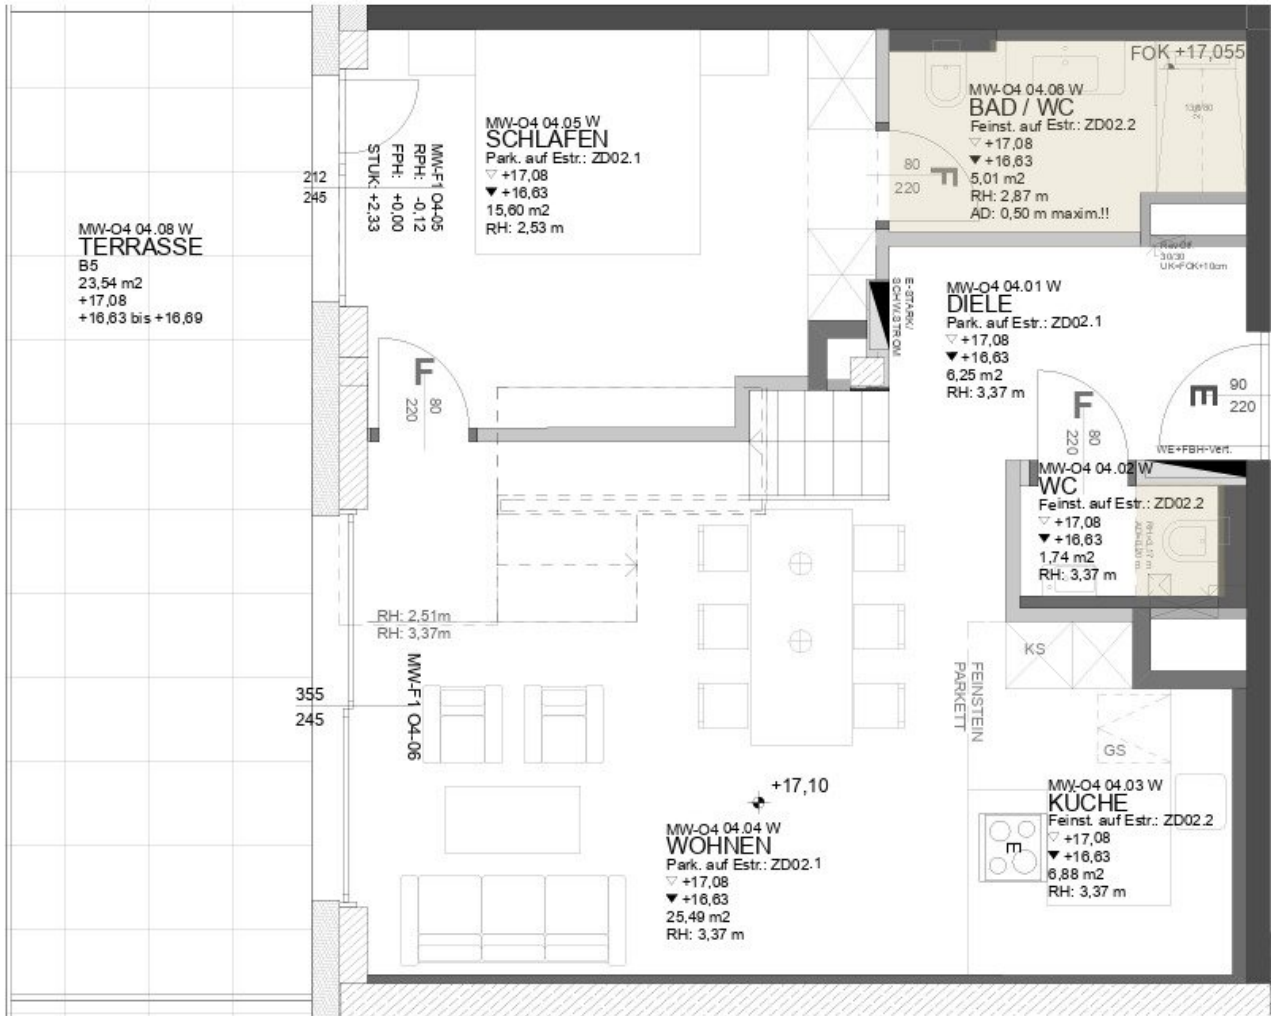 FOK +17,055
MW-O4 04.06 W
BAD / WC
Feinst. auf Estr.: ZD02.2
▽ +17,08
▼ +16,63
5,01 m2
RH: 2,87 m
AD: 0,50 m maxim.!!
80
220
F
MW-O4 04.05 W
SCHLAFEN
Park. auf Estr.: ZD02.1
▽ +17,08
▼ +16,63
15,60 m2
RH: 2,53 m
MW-F1 O4-05
RPH: -0,12
FPH: +0,00
STUK: +2,33
212
245
MW-O4 04.08 W
TERRASSE
B5
23,54 m2
+17,08
+16,63 bis +16,69
30/30
UK=FOK+10cm
E-STARK/
SCHW.STROM
MW-O4 04.01 W
DIELE
Park. auf Estr.: ZD02.1
▽ +17,08
▼ +16,63
6,25 m2
RH: 3,37 m
F
80
220
F
80
220
E
90
220
WE+FBH-Vert.
MW-O4 04.02 W
WC
Feinst. auf Estr.: ZD02.2
▽ +17,08
▼ +16,63
1,74 m2
RH: 3,37 m
RH: 2,51m
RH: 3,37m
MW-F1 O4-06
355
245
KS
FEINSTEIN
PARKETT
GS
+17,10
MW-O4 04.03 W
KÜCHE
Feinst. auf Estr.: ZD02.2
▽ +17,08
▼ +16,63
6,88 m2
RH: 3,37 m
E
MW-O4 04.04 W
WOHNEN
Park. auf Estr.: ZD02.1
▽ +17,08
▼ +16,63
25,49 m2
RH: 3,37 m